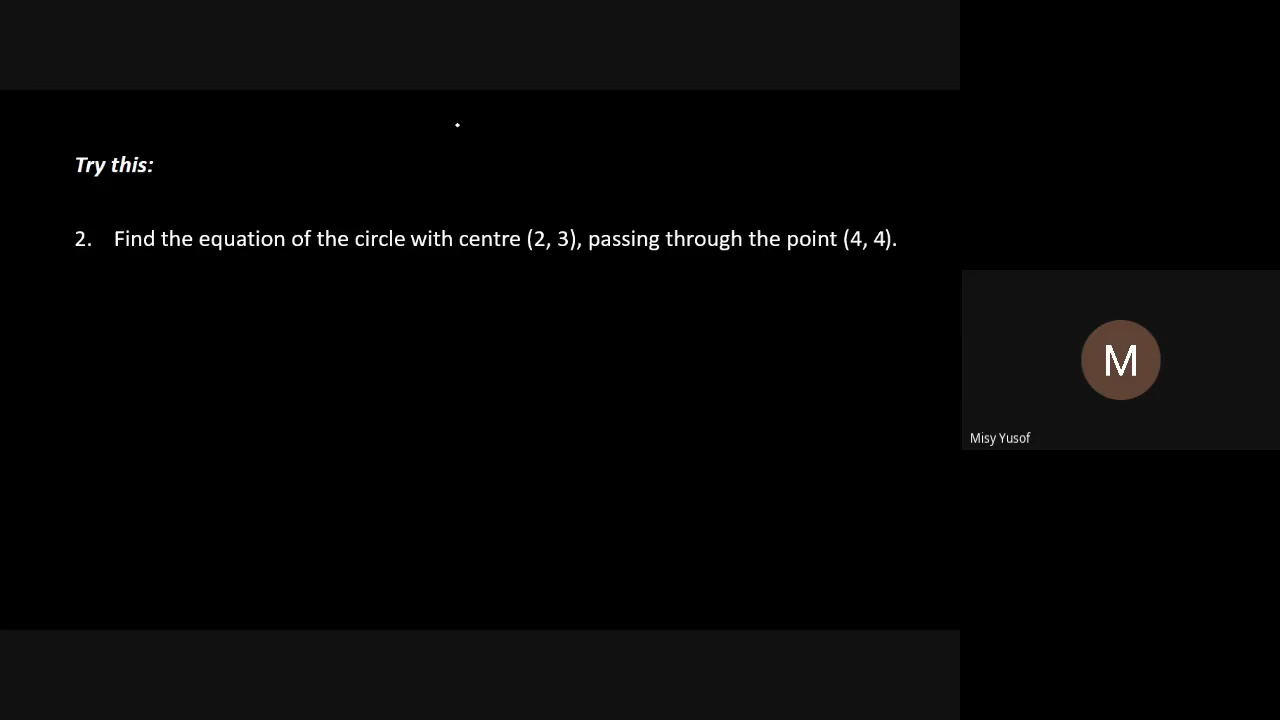 Try this:
2. Find the equation of the circle with centre (2, 3), passing through the point (4, 4).
M
Misy Yusof